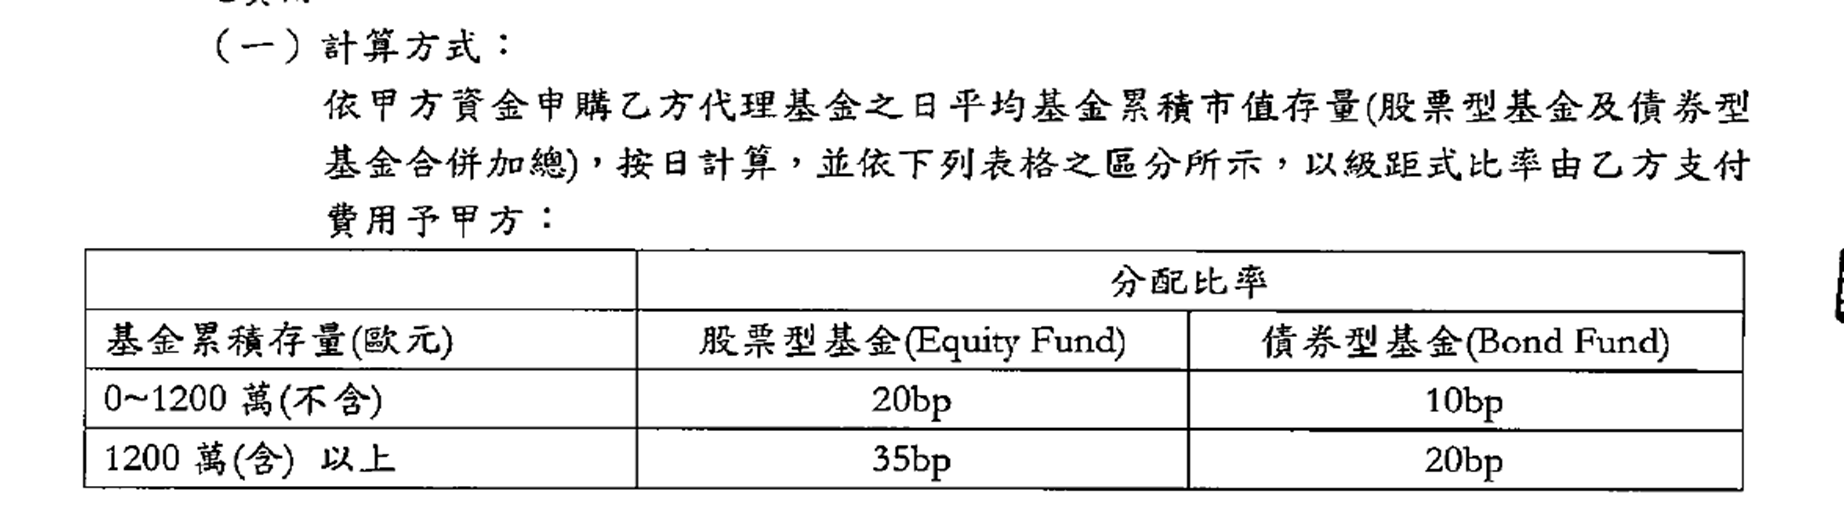 （一）計算方式：
依甲方資金申購乙方代理基金之日平均基金累積市值存量(股票型基金及債券型
基金合併加總)，按日計算，並依下列表格之區分所示，以級距式比率由乙方支付
費用予甲方：
分配比率
基金累積存量(歐元) 股票型基金(Equity Fund) 債券型基金(Bond Fund)
0~1200 萬(不含) 20bp 10bp
1200 萬(含) 以上 35bp 20bp